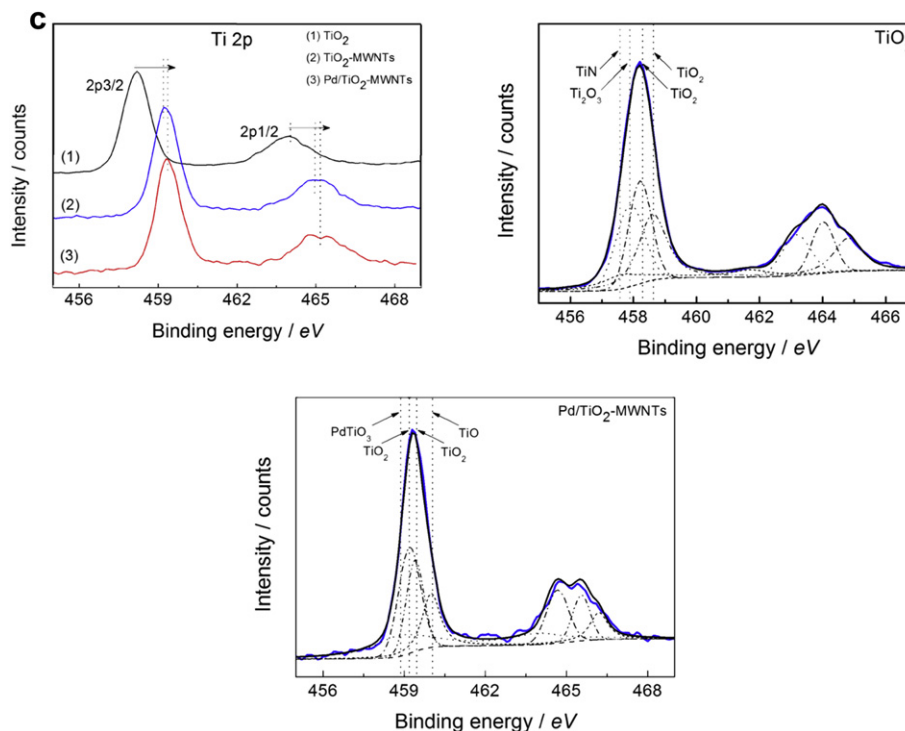 c
Ti 2p
(1) TiO₂
(2) TiO₂-MWNTs
(3) Pd/TiO₂-MWNTs
2p3/2
2p1/2
(1)
(2)
(3)
Intensity / counts
456 459 462 465 468
Binding energy / eV
TiO
TiN
TiO₂
Ti₂O₃
TiO₂
Intensity / counts
456 458 460 462 464 466
Binding energy / eV
Pd/TiO₂-MWNTs
PdTiO₃
TiO
TiO₂
TiO₂
Intensity / counts
456 459 462 465 468
Binding energy / eV